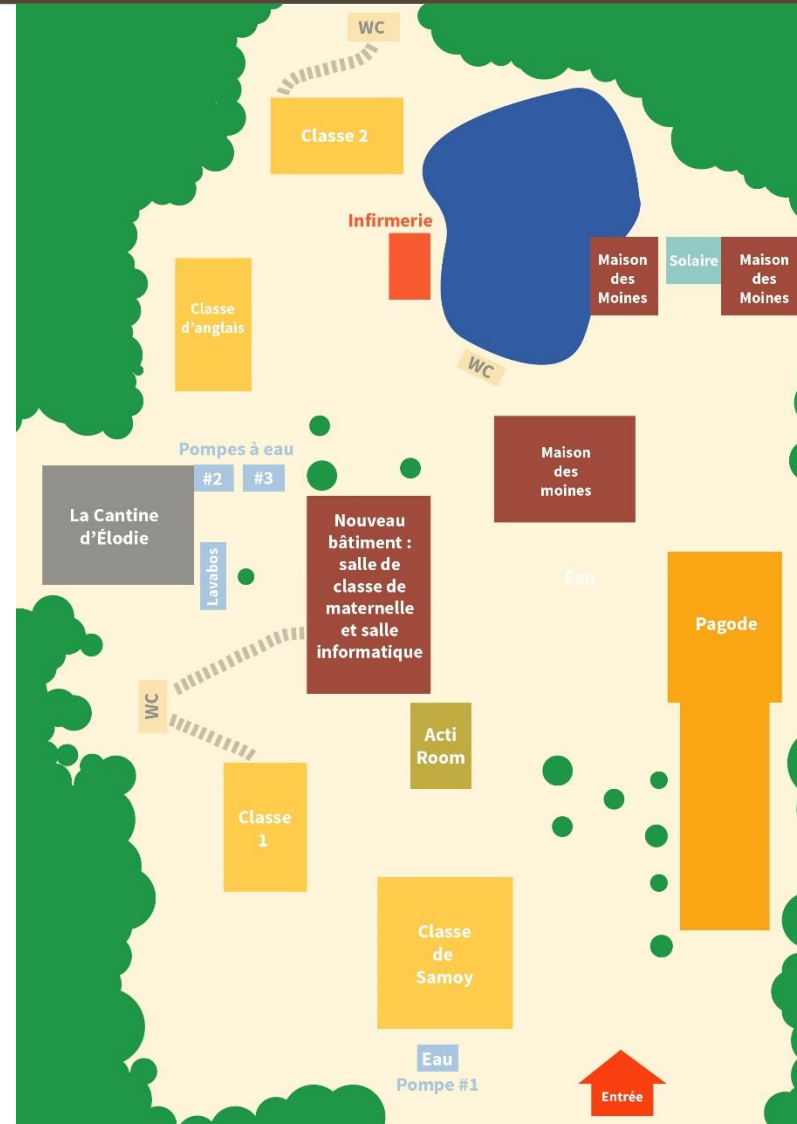 WC
Classe 2
Infirmerie
Maison
des
Moines
Solaire
Maison
des
Moines
Classe
d'anglais
WC
Pompes à eau
#2
#3
Maison
des
moines
La Cantine
d'Élodie
Nouveau
bâtiment :
salle de
classe de
maternelle
et salle
informatique
Lavabos
Eau
Pagode
WC
Acti
Room
Classe
1
Classe
de
Samoy
Eau
Pompe #1
Entrée